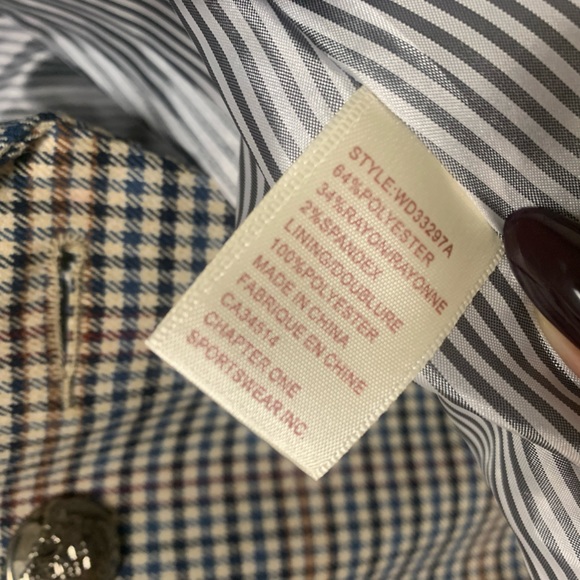 STYLE:WD33297A
64%POLYESTER
34%RAYON/RAYONNE
2%SPANDEX
LINING/DOUBLURE
100%POLYESTER
MADE IN CHINA
FABRIQUE EN CHINE
CA34514
CHAPTER ONE
SPORTSWEAR.INC.